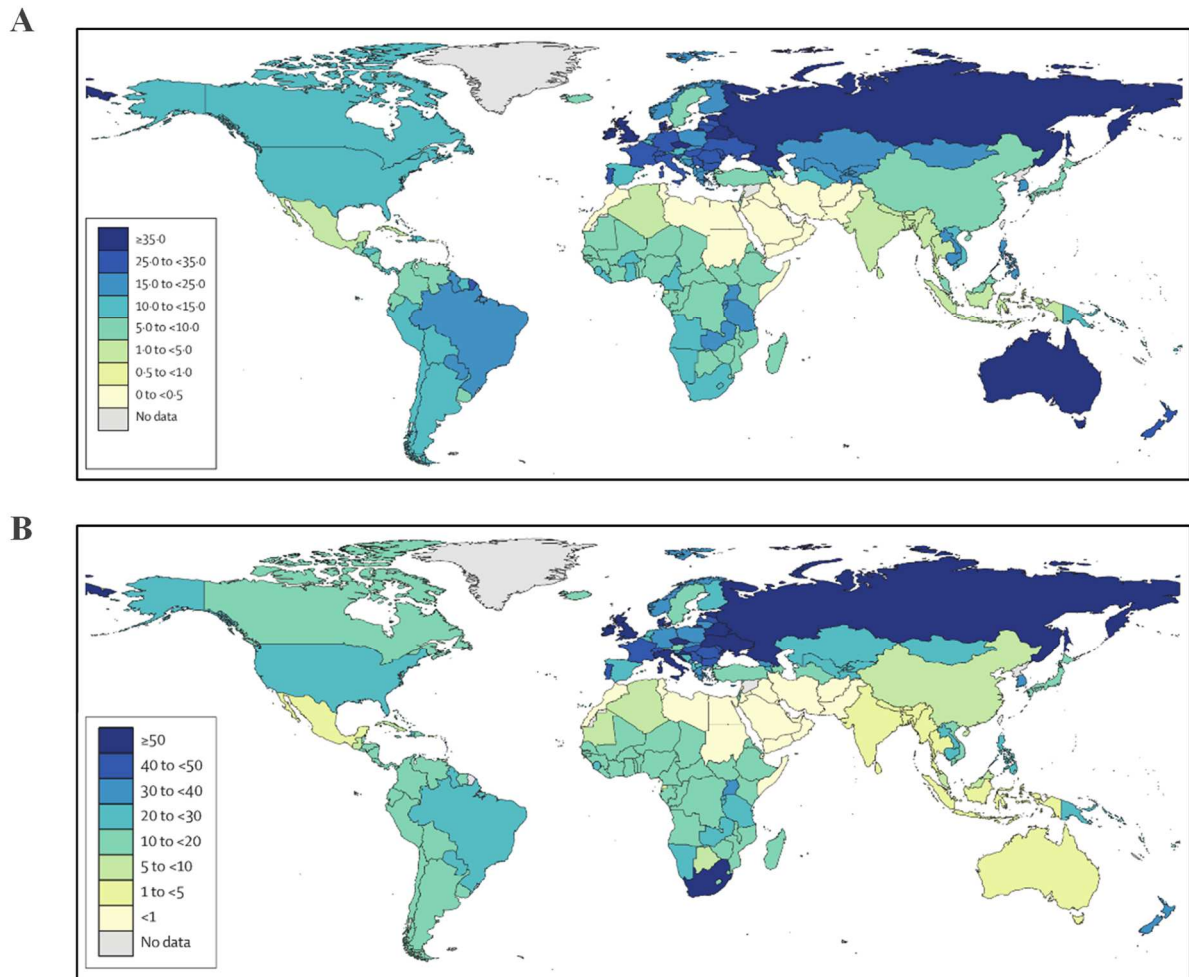 A
≥35·0
25·0 to <35·0
15·0 to <25·0
10·0 to <15·0
5·0 to <10·0
1·0 to <5·0
0·5 to <1·0
0 to <0·5
No data
B
≥50
40 to <50
30 to <40
20 to <30
10 to <20
5 to <10
1 to <5
<1
No data